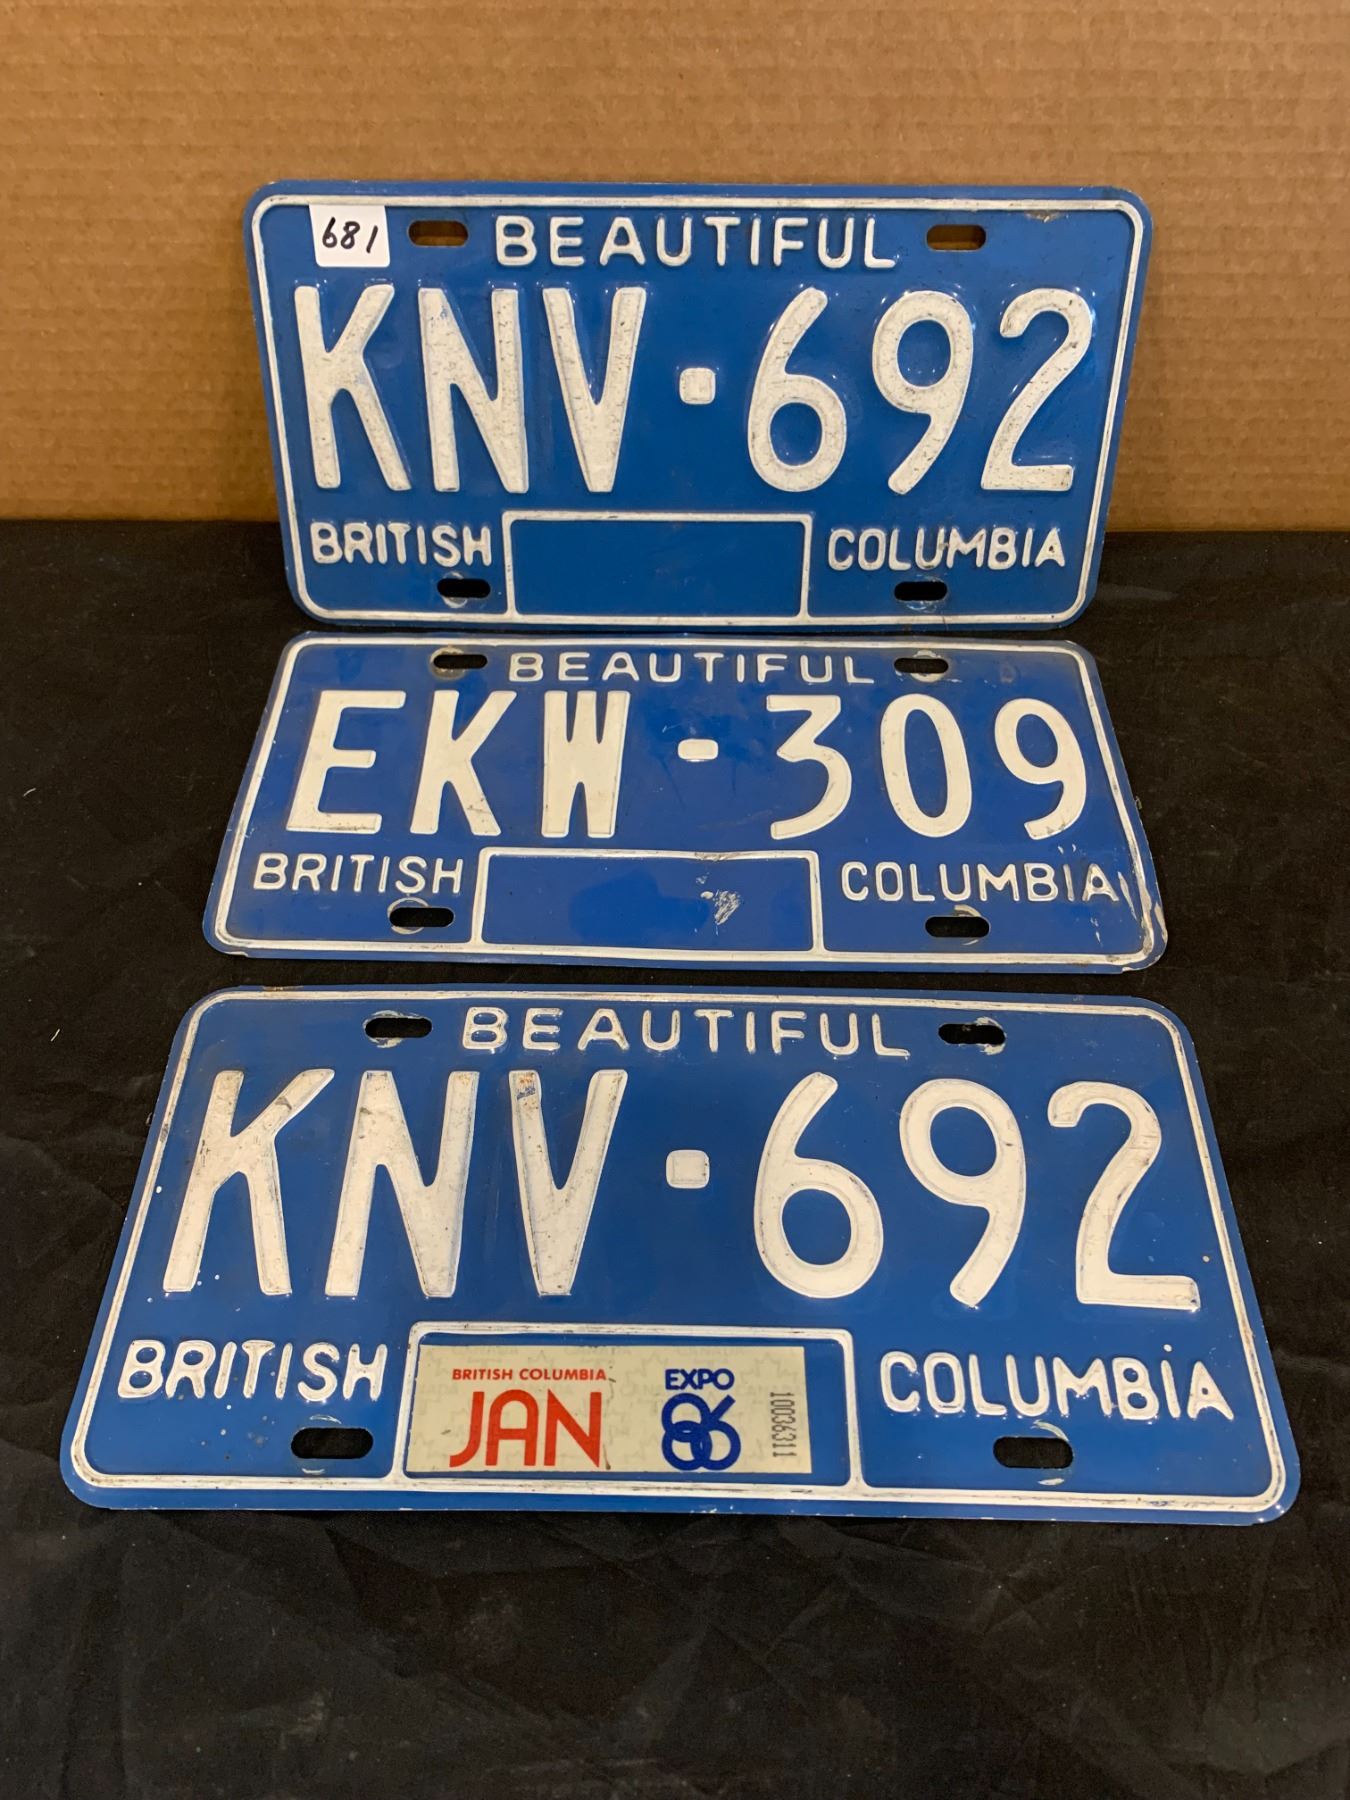 681
BEAUTIFUL
KNV·692
BRITISH COLUMBIA
BEAUTIFUL
EKW·309
BRITISH COLUMBIA
BEAUTIFUL
KNV·692
BRITISH COLUMBIA
BRITISH COLUMBIA EXPO
JAN 86
10036311